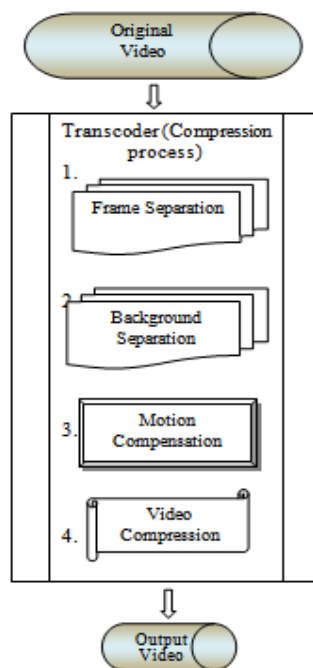 Original
Video
Transcoder (Compression
process)
1.
Frame Separation
2.
Background
Separation
3.
Motion
Compensation
4.
Video
Compression
Output
Video